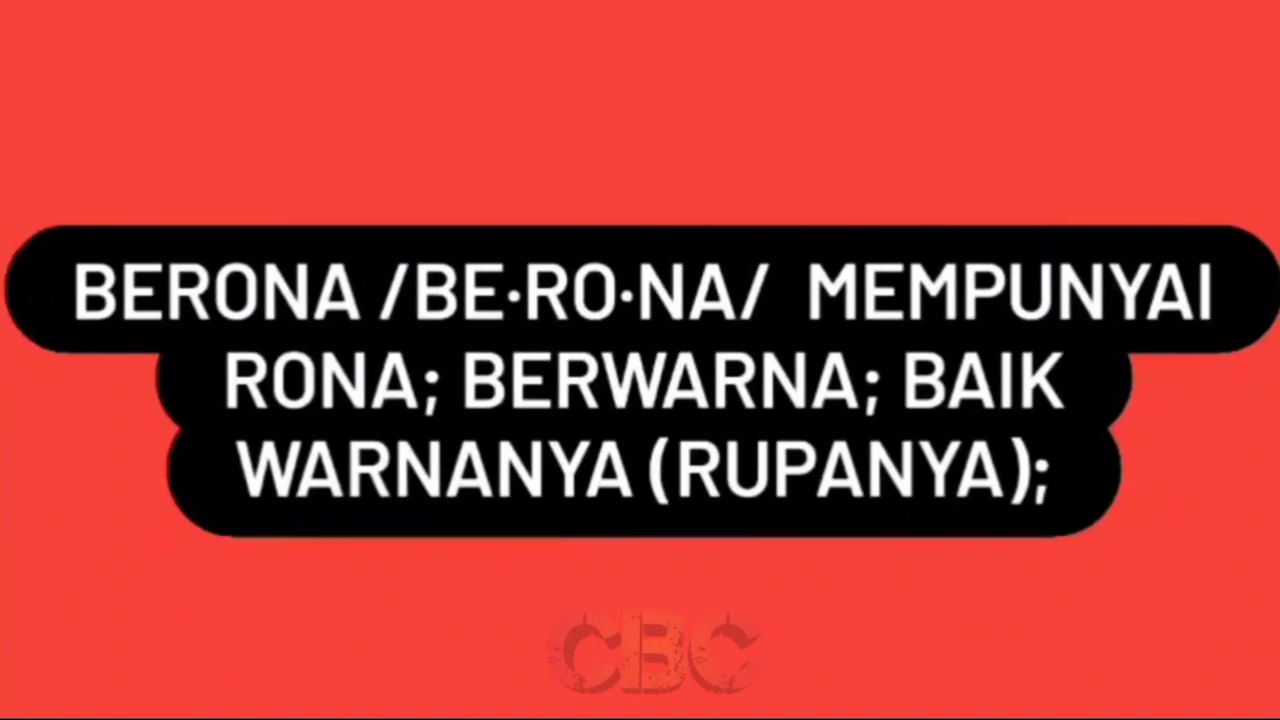 BERONA /BE·RO·NA/  MEMPUNYAI
RONA; BERWARNA; BAIK
WARNANYA (RUPANYA);
CBC